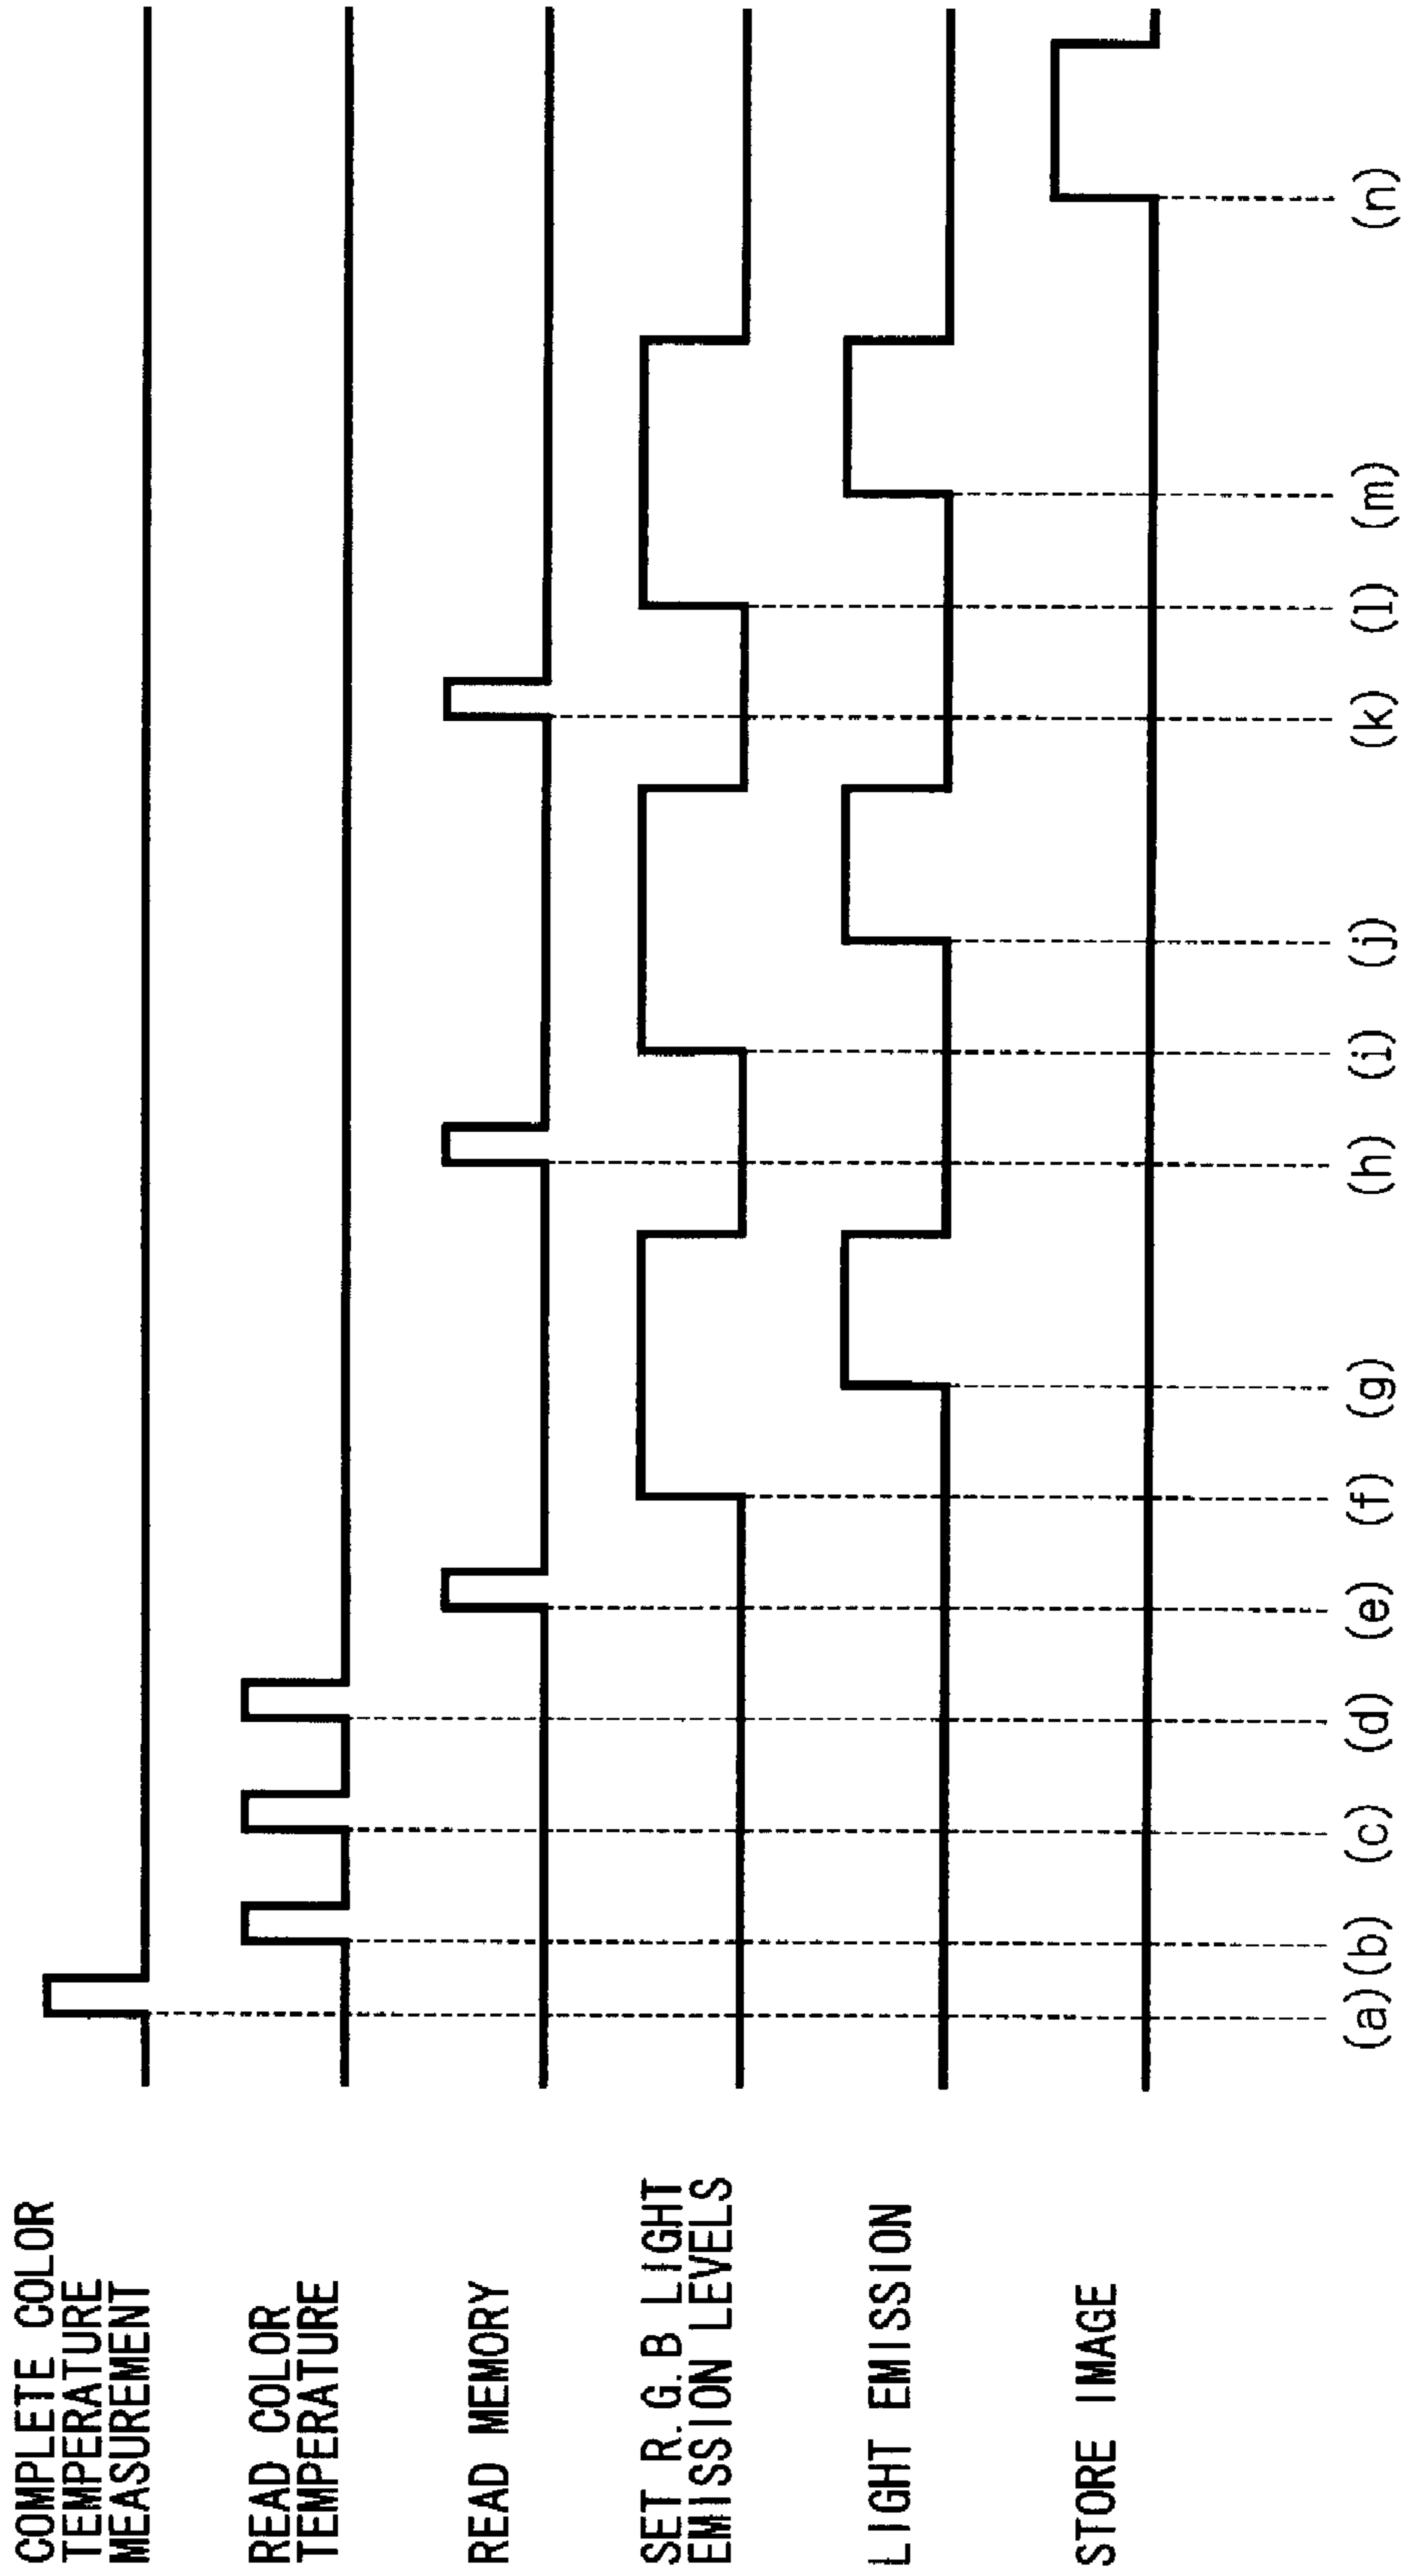 COMPLETE COLOR
TEMPERATURE
MEASUREMENT
READ COLOR
TEMPERATURE
READ MEMORY
SET R.G.B LIGHT
EMISSION LEVELS
LIGHT EMISSION
STORE IMAGE
(a) (b) (c) (d) (e) (f) (g) (h) (i) (j) (k) (l) (m) (n)